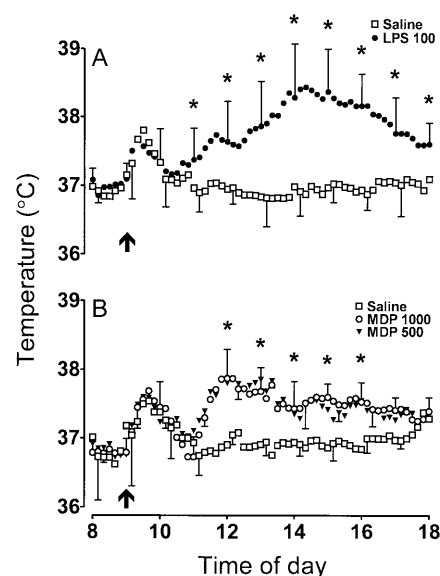 39
38
37
36
A
□ Saline
● LPS 100
* * * * * * * *
Temperature (°C)
39
38
37
36
B
□ Saline
○ MDP 1000
▼ MDP 500
* * * * *
8 10 12 14 16 18
Time of day